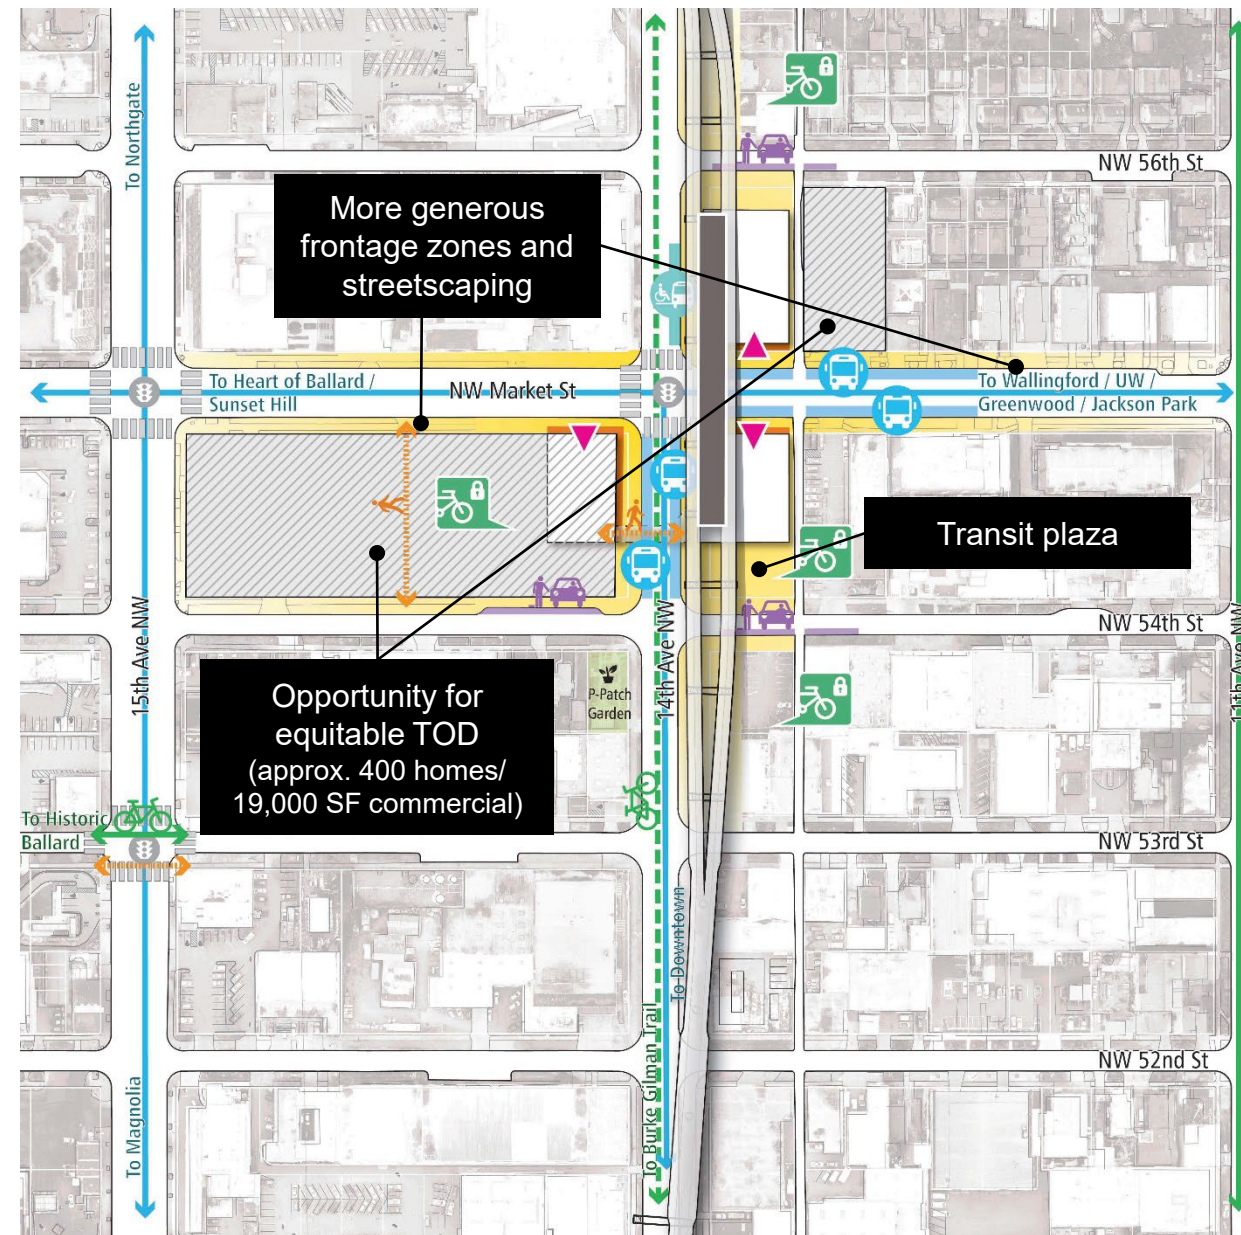 To Northgate
NW 56th St
More generous
frontage zones and
streetscaping
To Heart of Ballard /
Sunset Hill
NW Market St
To Wallingford / UW /
Greenwood / Jackson Park
Transit plaza
15th Ave NW
14th Ave NW
11th Ave NW
NW 54th St
Opportunity for
equitable TOD
(approx. 400 homes/
19,000 SF commercial)
P-Patch
Garden
To Historic
Ballard
NW 53rd St
To Downtown
To Burke Gilman Trail
NW 52nd St
To Magnolia